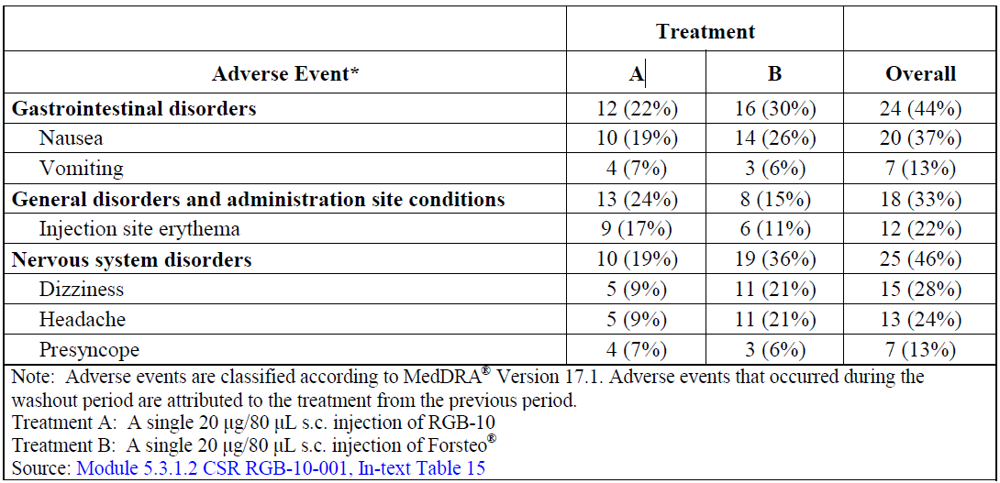 Treatment
Adverse Event* A B Overall
Gastrointestinal disorders 12 (22%) 16 (30%) 24 (44%)
Nausea 10 (19%) 14 (26%) 20 (37%)
Vomiting 4 (7%) 3 (6%) 7 (13%)
General disorders and administration site conditions 13 (24%) 8 (15%) 18 (33%)
Injection site erythema 9 (17%) 6 (11%) 12 (22%)
Nervous system disorders 10 (19%) 19 (36%) 25 (46%)
Dizziness 5 (9%) 11 (21%) 15 (28%)
Headache 5 (9%) 11 (21%) 13 (24%)
Presyncope 4 (7%) 3 (6%) 7 (13%)
Note: Adverse events are classified according to MedDRA® Version 17.1. Adverse events that occurred during the
washout period are attributed to the treatment from the previous period.
Treatment A: A single 20 µg/80 µL s.c. injection of RGB-10
Treatment B: A single 20 µg/80 µL s.c. injection of Forsteo®
Source: Module 5.3.1.2 CSR RGB-10-001, In-text Table 15